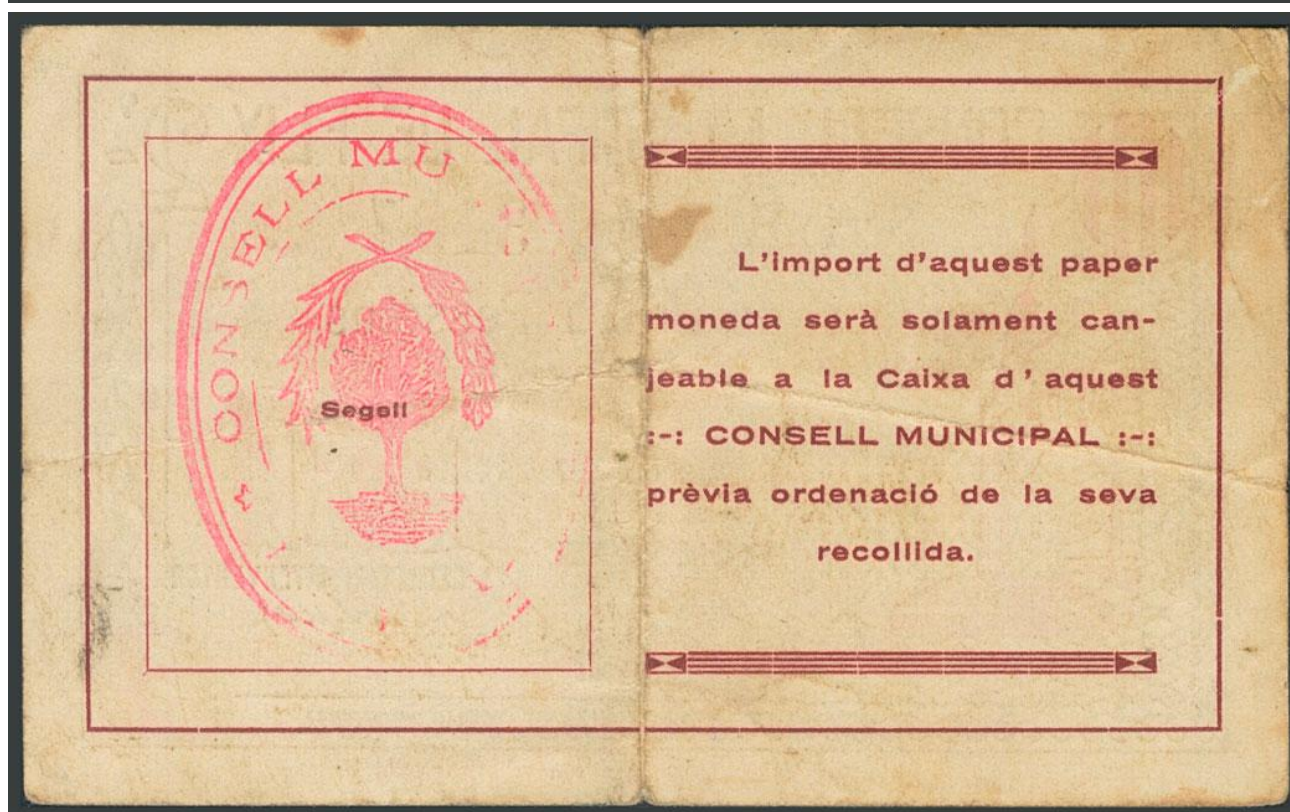 CONSELL MU
Segell
L'import d'aquest paper
moneda serà solament can-
jeable a la Caixa d' aquest
:-: CONSELL MUNICIPAL :-:
prèvia ordenació de la seva
recollida.